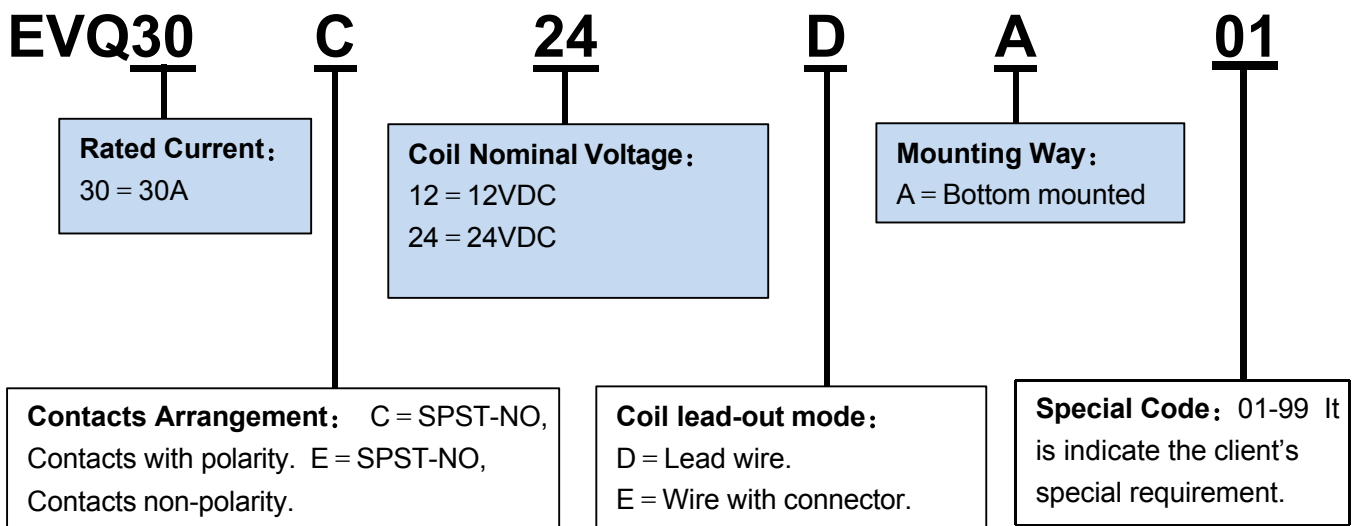 EVQ30 C 24 D A 01
Rated Current：
30＝30A
Coil Nominal Voltage：
12＝12VDC
24＝24VDC
Mounting Way：
A＝Bottom mounted
Contacts Arrangement： C＝SPST-NO,
Contacts with polarity. E＝SPST-NO,
Contacts non-polarity.
Coil lead-out mode：
D＝Lead wire.
E＝Wire with connector.
Special Code：01-99 It
is indicate the client’s
special requirement.